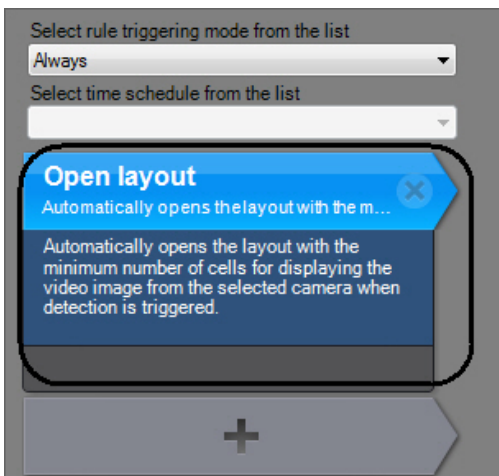 Select rule triggering mode from the list
Always
Select time schedule from the list
Open layout
Automatically opens the layout with the m...
Automatically opens the layout with the
minimum number of cells for displaying the
video image from the selected camera when
detection is triggered.